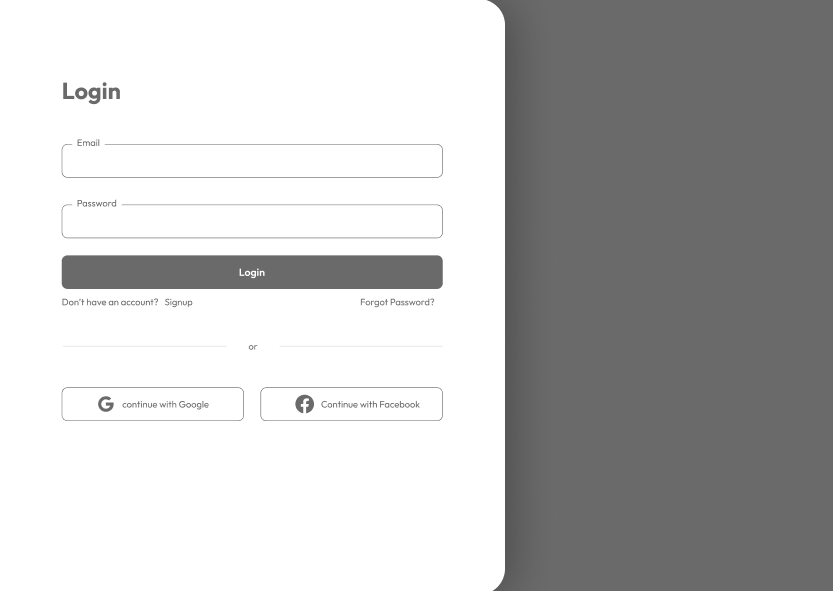 Login
Email
Password
Login
Don't have an account? Signup
Forgot Password?
or
continue with Google
Continue with Facebook